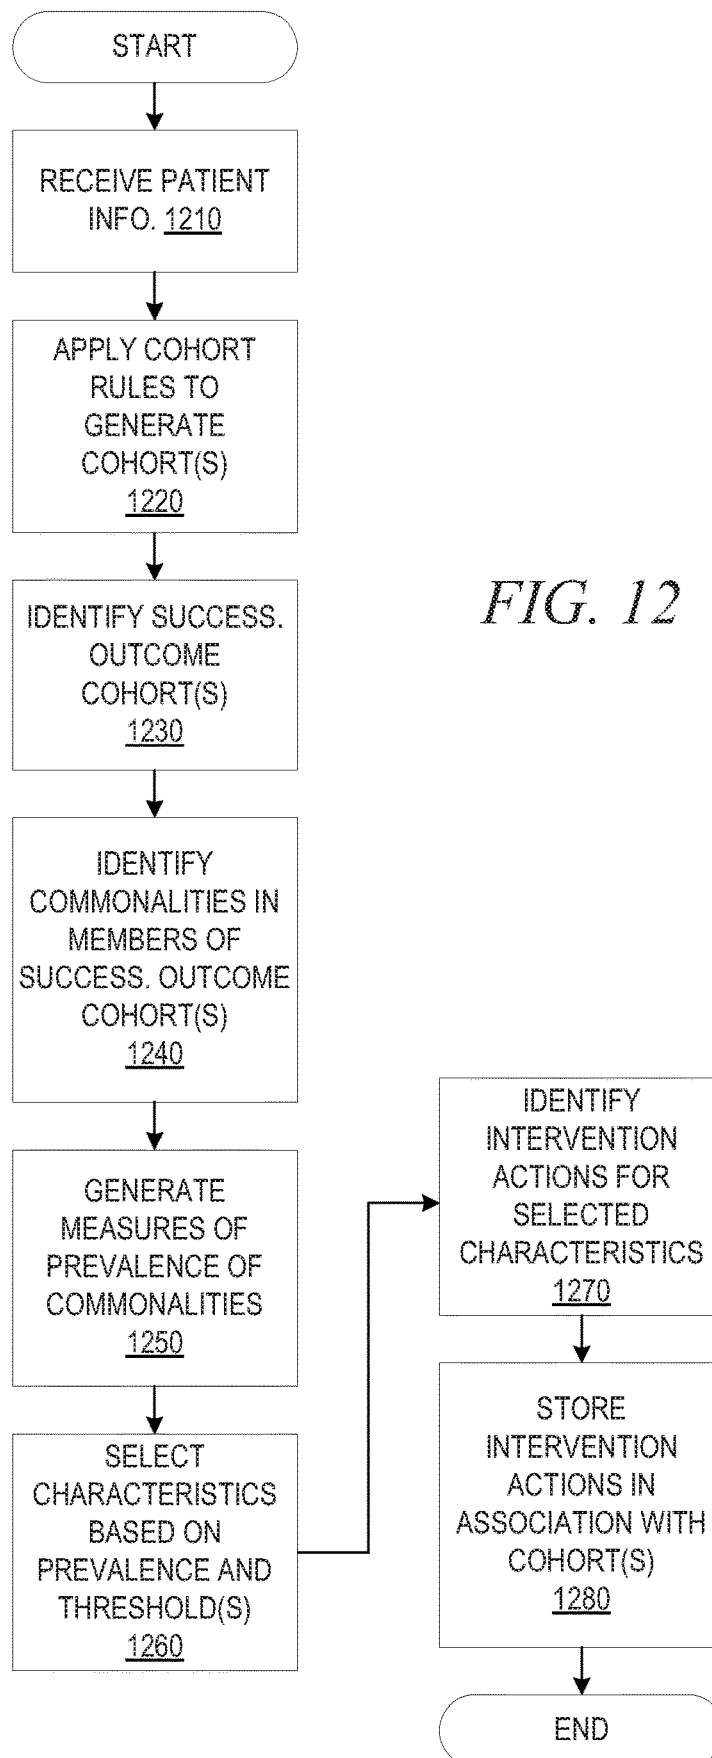 START
RECEIVE PATIENT
INFO. 1210
APPLY COHORT
RULES TO
GENERATE
COHORT(S)
1220
IDENTIFY SUCCESS.
OUTCOME
COHORT(S)
1230
FIG. 12
IDENTIFY
COMMONALITIES IN
MEMBERS OF
SUCCESS. OUTCOME
COHORT(S)
1240
GENERATE
MEASURES OF
PREVALENCE OF
COMMONALITIES
1250
SELECT
CHARACTERISTICS
BASED ON
PREVALENCE AND
THRESHOLD(S)
1260
IDENTIFY
INTERVENTION
ACTIONS FOR
SELECTED
CHARACTERISTICS
1270
STORE
INTERVENTION
ACTIONS IN
ASSOCIATION WITH
COHORT(S)
1280
END